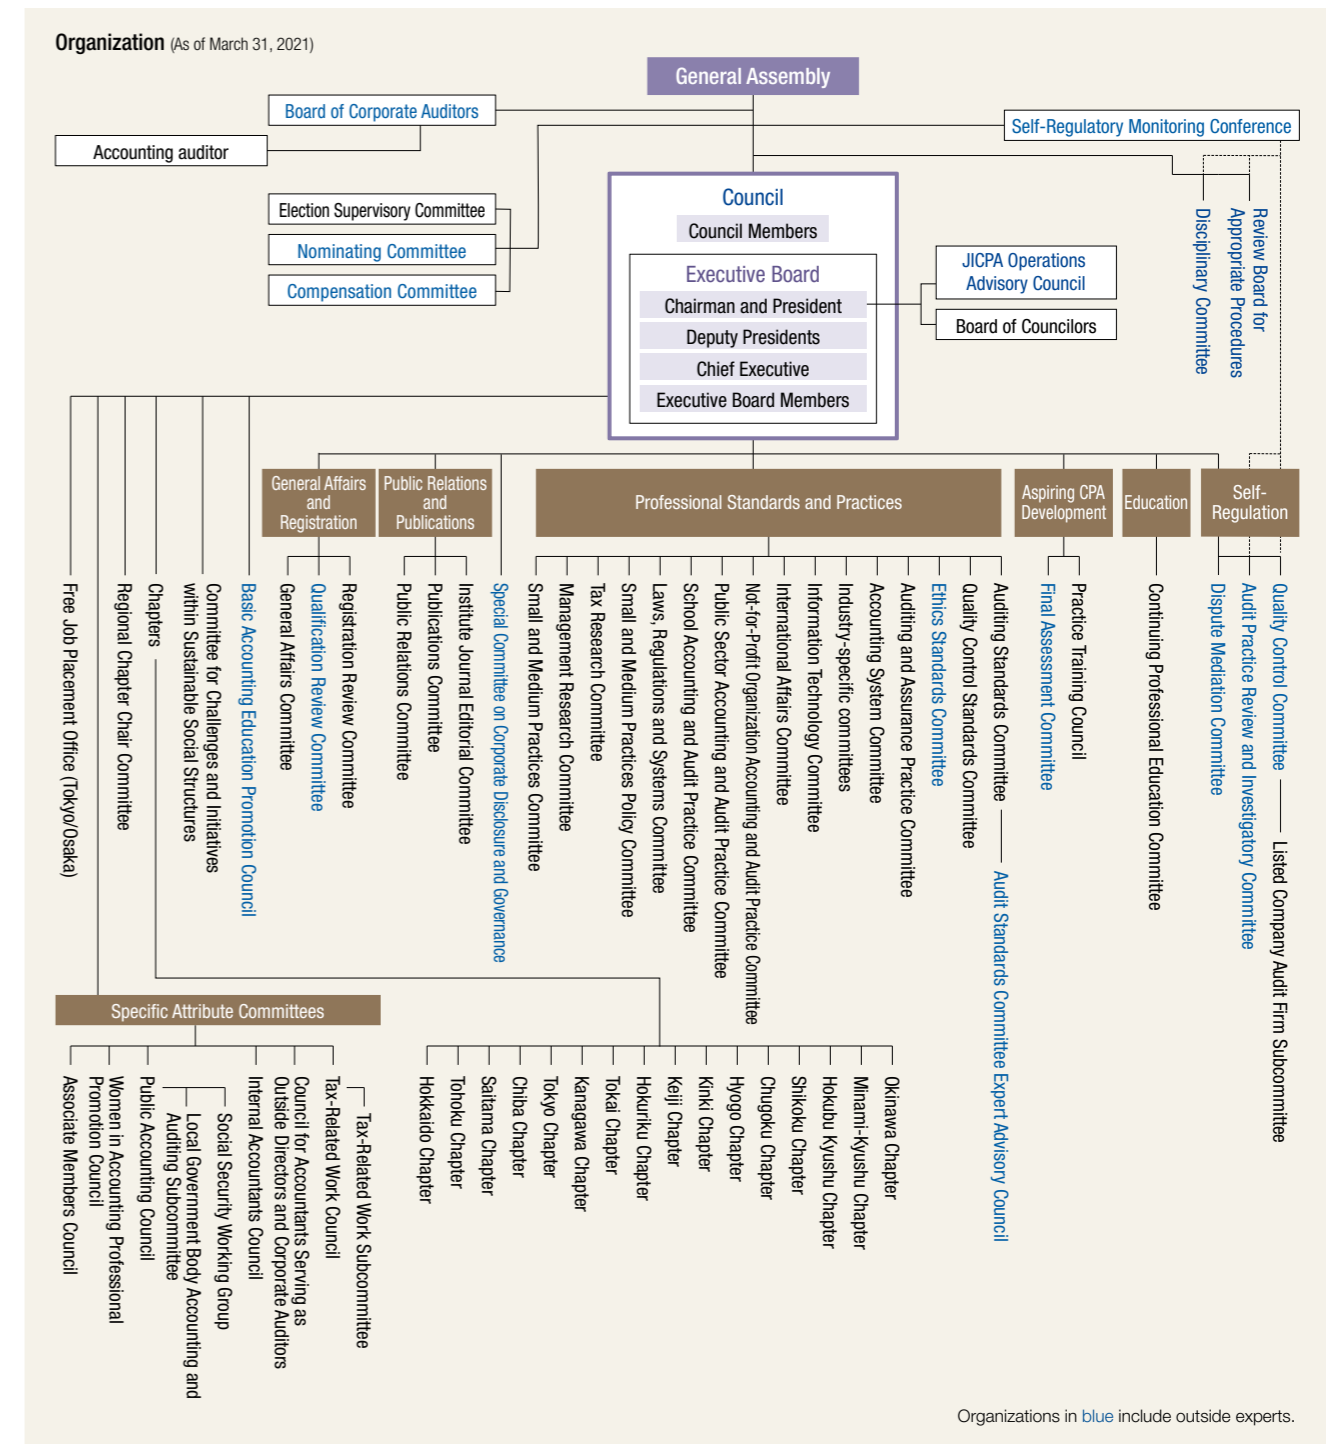 Organization (As of March 31, 2021)
General Assembly
Board of Corporate Auditors
Accounting auditor
Self-Regulatory Monitoring Conference
Election Supervisory Committee
Nominating Committee
Compensation Committee
Council
Council Members
Executive Board
Chairman and President
Deputy Presidents
Chief Executive
Executive Board Members
JICPA Operations
Advisory Council
Board of Councilors
Disciplinary Committee
Review Board for
Appropriate Procedures
General Affairs
and
Registration
Public Relations
and
Publications
Professional Standards and Practices
Aspiring CPA
Development
Education
Self-
Regulation
Free Job Placement Office (Tokyo/Osaka)
Regional Chapter Chair Committee
Chapters
Committee for Challenges and Initiatives
within Sustainable Social Structures
Basic Accounting Education Promotion Council
General Affairs Committee
Qualification Review Committee
Registration Review Committee
Public Relations Committee
Publications Committee
Institute Journal Editorial Committee
Special Committee on Corporate Disclosure and Governance
Small and Medium Practices Committee
Management Research Committee
Tax Research Committee
Small and Medium Practices Policy Committee
Laws, Regulations and Systems Committee
School Accounting and Audit Practice Committee
Public Sector Accounting and Audit Practice Committee
Not-for-Profit Organization Accounting and Audit Practice Committee
International Affairs Committee
Information Technology Committee
Industry-specific committees
Accounting System Committee
Auditing and Assurance Practice Committee
Ethics Standards Committee
Quality Control Standards Committee
Auditing Standards Committee
Audit Standards Committee Expert Advisory Council
Final Assessment Committee
Practice Training Council
Continuing Professional Education Committee
Dispute Mediation Committee
Audit Practice Review and Investigatory Committee
Quality Control Committee
Listed Company Audit Firm Subcommittee
Specific Attribute Committees
Associate Members Council
Women in Accounting Professional
Promotion Council
Public Accounting Council
Local Government Body Accounting and
Auditing Subcommittee
Social Security Working Group
Internal Accountants Council
Council for Accountants Serving as
Outside Directors and Corporate Auditors
Tax-Related Work Council
Tax-Related Work Subcommittee
Hokkaido Chapter
Tohoku Chapter
Saitama Chapter
Chiba Chapter
Tokyo Chapter
Kanagawa Chapter
Tokai Chapter
Hokuriku Chapter
Keiji Chapter
Kinki Chapter
Hyogo Chapter
Chugoku Chapter
Shikoku Chapter
Hokubu Kyushu Chapter
Minami-Kyushu Chapter
Okinawa Chapter
Organizations in blue include outside experts.